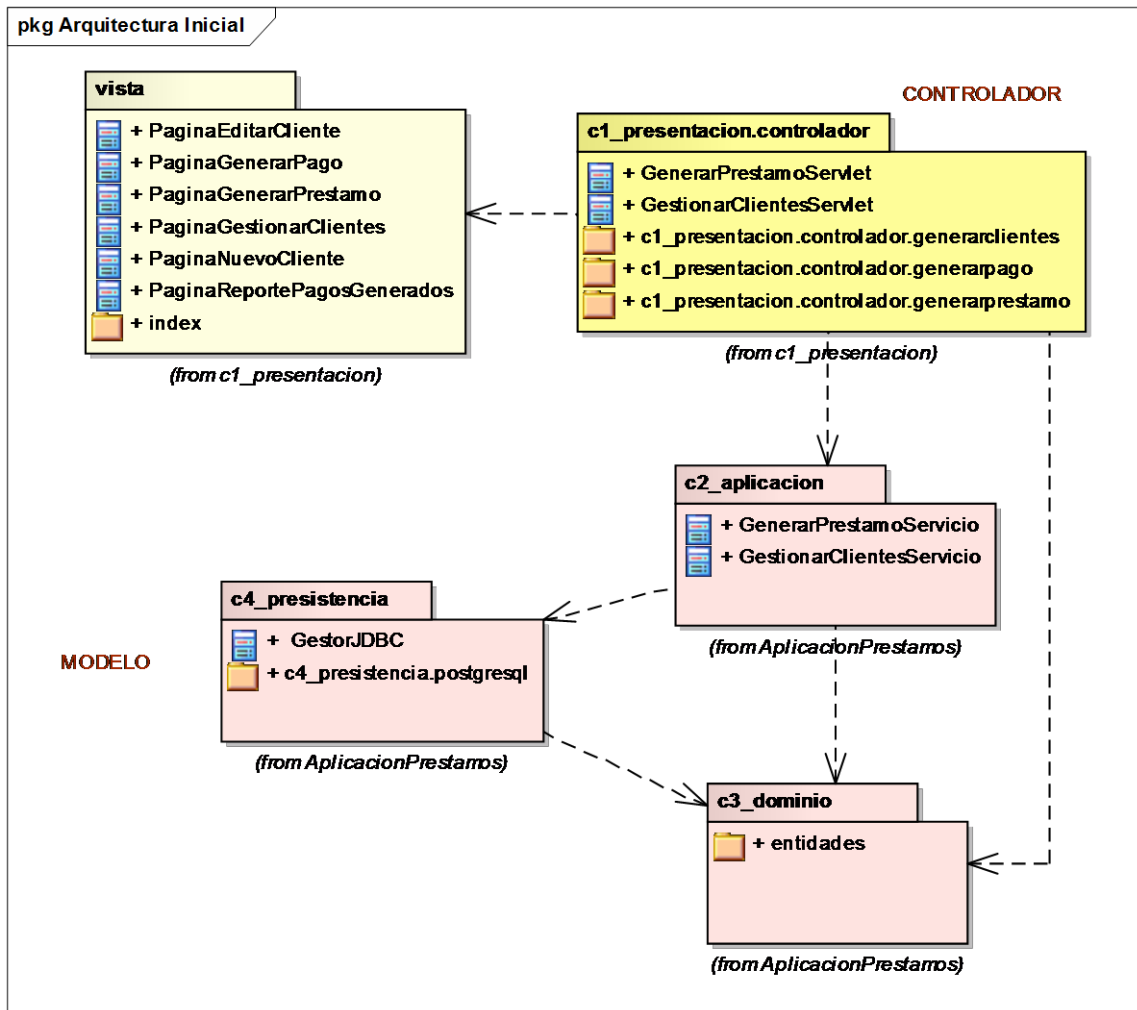 pkg Arquitectura Inicial
vista
+ PaginaEditarCliente
+ PaginaGenerarPago
+ PaginaGenerarPrestamo
+ PaginaGestionarClientes
+ PaginaNuevoCliente
+ PaginaReportePagosGenerados
+ index
(from c1_presentacion)
CONTROLADOR
c1_presentacion.controlador
+ GenerarPrestamoServlet
+ GestionarClientesServlet
+ c1_presentacion.controlador.generarclientes
+ c1_presentacion.controlador.generarpago
+ c1_presentacion.controlador.generarprestamo
(from c1_presentacion)
c2_aplicacion
+ GenerarPrestamoServicio
+ GestionarClientesServicio
(from AplicacionPrestamos)
MODELO
c4_presistencia
+ GestorJDBC
+ c4_presistencia.postgresql
(from AplicacionPrestamos)
c3_dominio
+ entidades
(from AplicacionPrestamos)